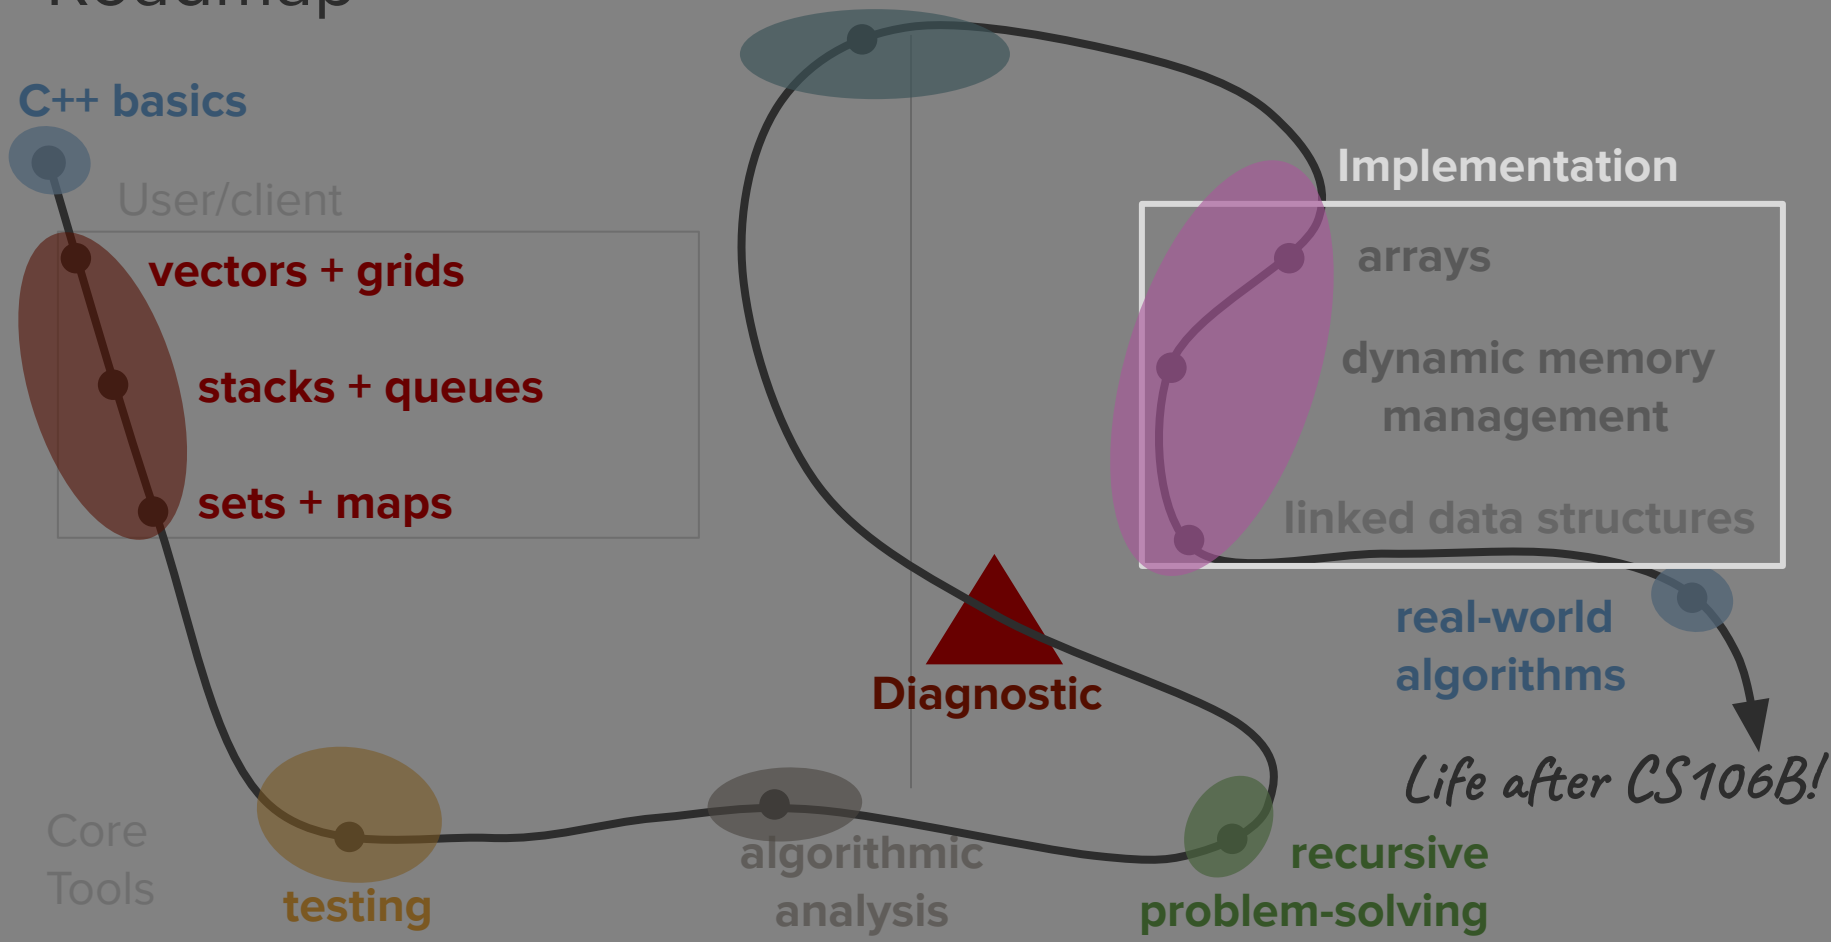 Roadmap
C++ basics
User/client
vectors + grids
stacks + queues
sets + maps
Core
Tools
testing
algorithmic
analysis
recursive
problem-solving
Diagnostic
Implementation
arrays
dynamic memory
management
linked data structures
real-world
algorithms
Life after CS106B!